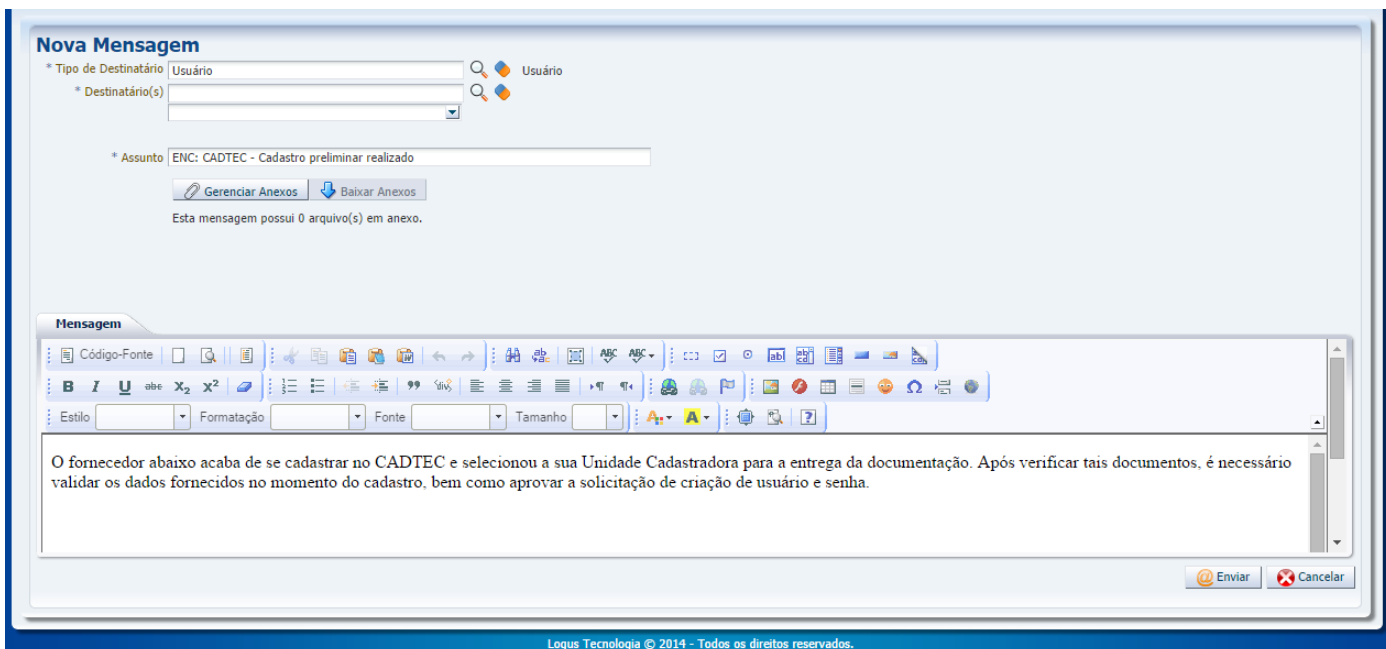 Nova Mensagem
* Tipo de Destinatário Usuário Usuário
* Destinatário(s)
* Assunto ENC: CADTEC - Cadastro preliminar realizado
Gerenciar Anexos Baixar Anexos
Esta mensagem possui 0 arquivo(s) em anexo.
Mensagem
Código-Fonte
B I U abc X₂ X²
Estilo Formatação Fonte Tamanho A A
O fornecedor abaixo acaba de se cadastrar no CADTEC e selecionou a sua Unidade Cadastradora para a entrega da documentação. Após verificar tais documentos, é necessário
validar os dados fornecidos no momento do cadastro, bem como aprovar a solicitação de criação de usuário e senha.
Enviar Cancelar
Logus Tecnologia © 2014 - Todos os direitos reservados.